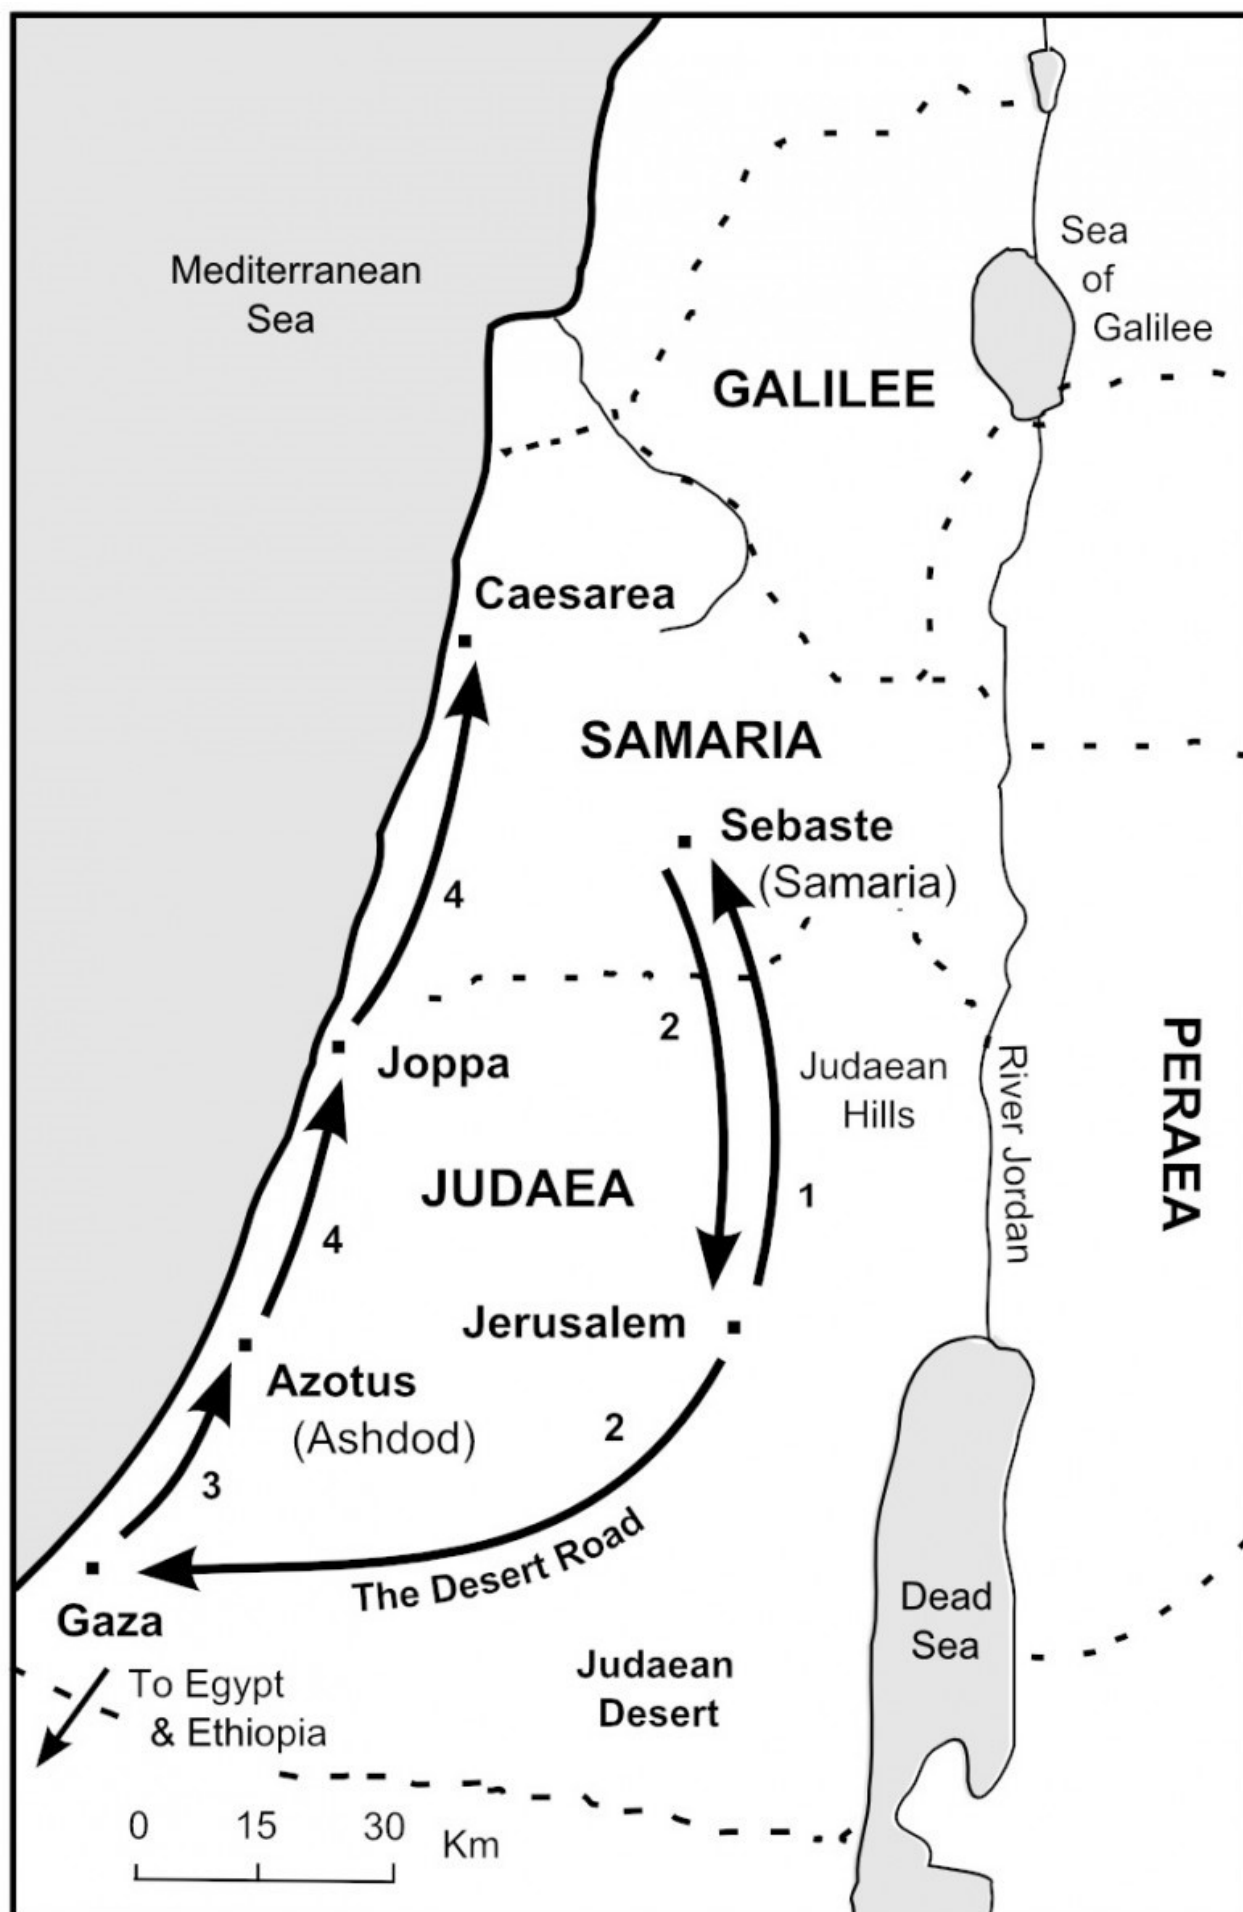 Mediterranean
Sea
Sea
of
Galilee
GALILEE
Caesarea
SAMARIA
Sebaste
(Samaria)
4
2
Joppa
Judaean
Hills
River Jordan
PERAEA
JUDAEA
1
4
Jerusalem
Azotus
(Ashdod)
2
3
The Desert Road
Gaza
Dead
Sea
To Egypt
& Ethiopia
Judaean
Desert
0 15 30 Km